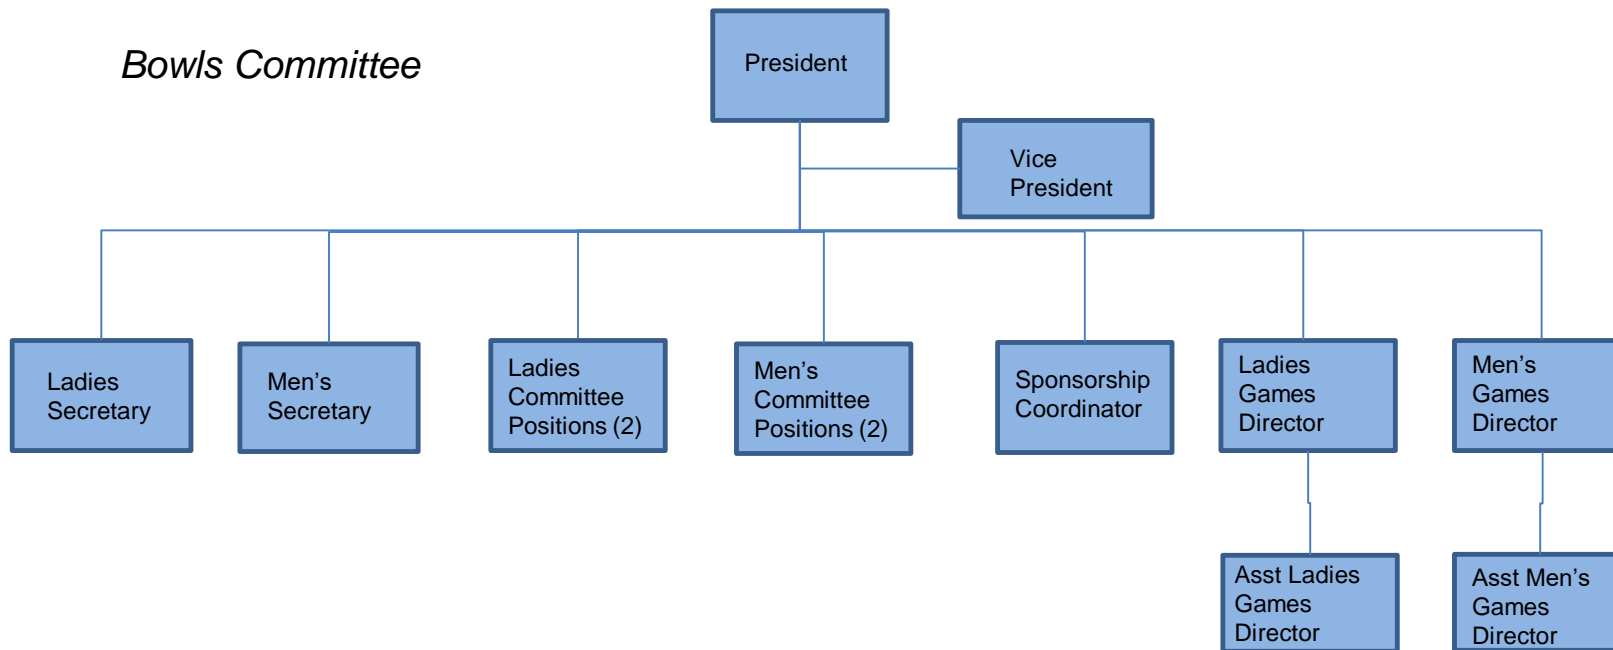 Bowls Committee
President
Vice
President
Ladies
Secretary
Men’s
Secretary
Ladies
Committee
Positions (2)
Men’s
Committee
Positions (2)
Sponsorship
Coordinator
Ladies
Games
Director
Men’s
Games
Director
Asst Ladies
Games
Director
Asst Men’s
Games
Director